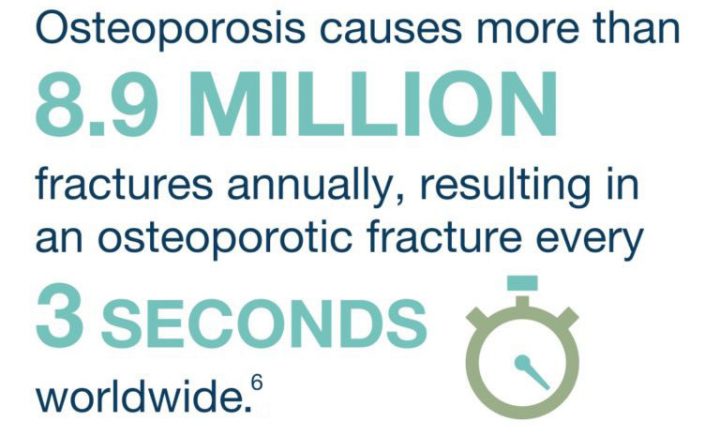 Osteoporosis causes more than
8.9 MILLION
fractures annually, resulting in
an osteoporotic fracture every
3 SECONDS
worldwide.⁶